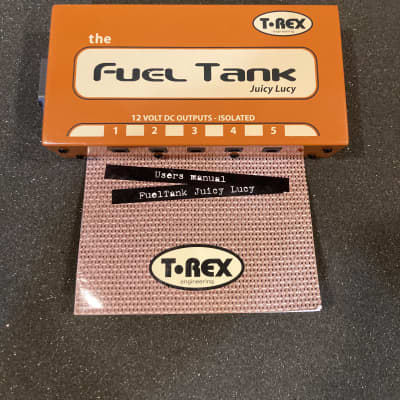 the
T·REX
engineering
Fuel Tank
Juicy Lucy
12 VOLT DC OUTPUTS - ISOLATED
1 2 3 4 5
Users manual
FuelTank Juicy Lucy
T·REX
engineering